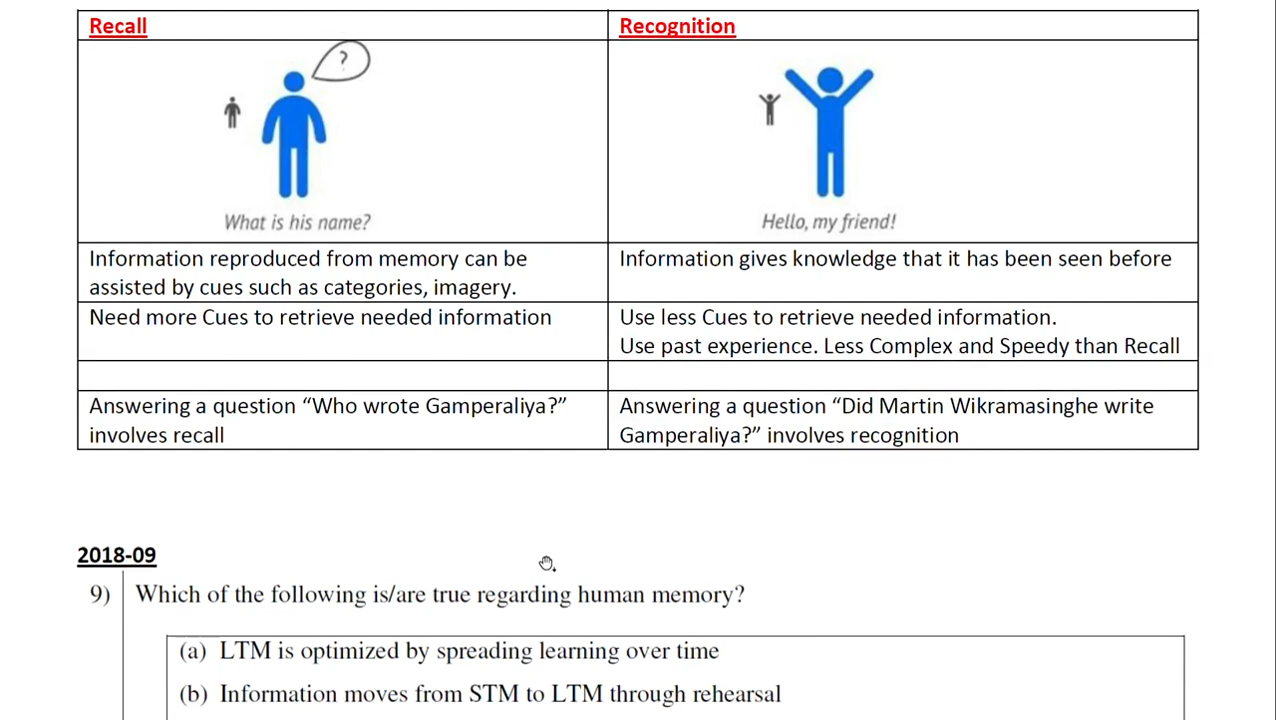 Recall
Recognition
?
What is his name?
Hello, my friend!
Information reproduced from memory can be
assisted by cues such as categories, imagery.
Information gives knowledge that it has been seen before
Need more Cues to retrieve needed information
Use less Cues to retrieve needed information.
Use past experience. Less Complex and Speedy than Recall
Answering a question “Who wrote Gamperaliya?”
involves recall
Answering a question “Did Martin Wikramasinghe write
Gamperaliya?” involves recognition
2018-09
9) Which of the following is/are true regarding human memory?
(a) LTM is optimized by spreading learning over time
(b) Information moves from STM to LTM through rehearsal